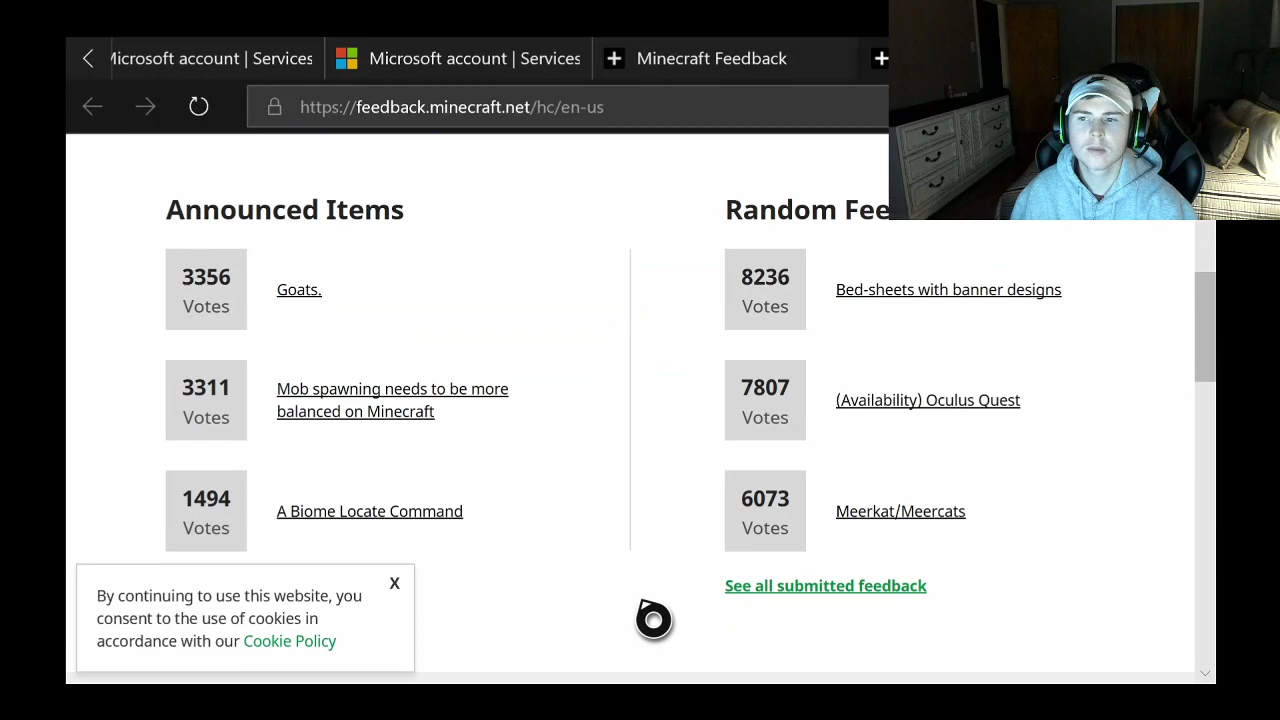 Microsoft account | Services
Microsoft account | Services
Minecraft Feedback
https://feedback.minecraft.net/hc/en-us
Announced Items
3356
Votes
Goats.
3311
Votes
Mob spawning needs to be more
balanced on Minecraft
1494
Votes
A Biome Locate Command
Random Fee
8236
Votes
Bed-sheets with banner designs
7807
Votes
(Availability) Oculus Quest
6073
Votes
Meerkat/Meercats
See all submitted feedback
X
By continuing to use this website, you
consent to the use of cookies in
accordance with our Cookie Policy